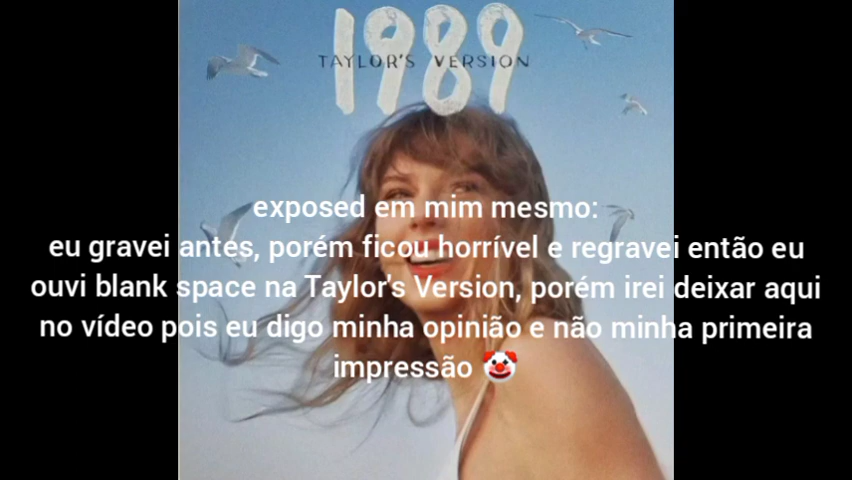 1989
TAYLOR'S VERSION
exposed em mim mesmo:
eu gravei antes, porém ficou horrível e regravei então eu
ouvi blank space na Taylor's Version, porém irei deixar aqui
no vídeo pois eu digo minha opinião e não minha primeira
impressão 🤡